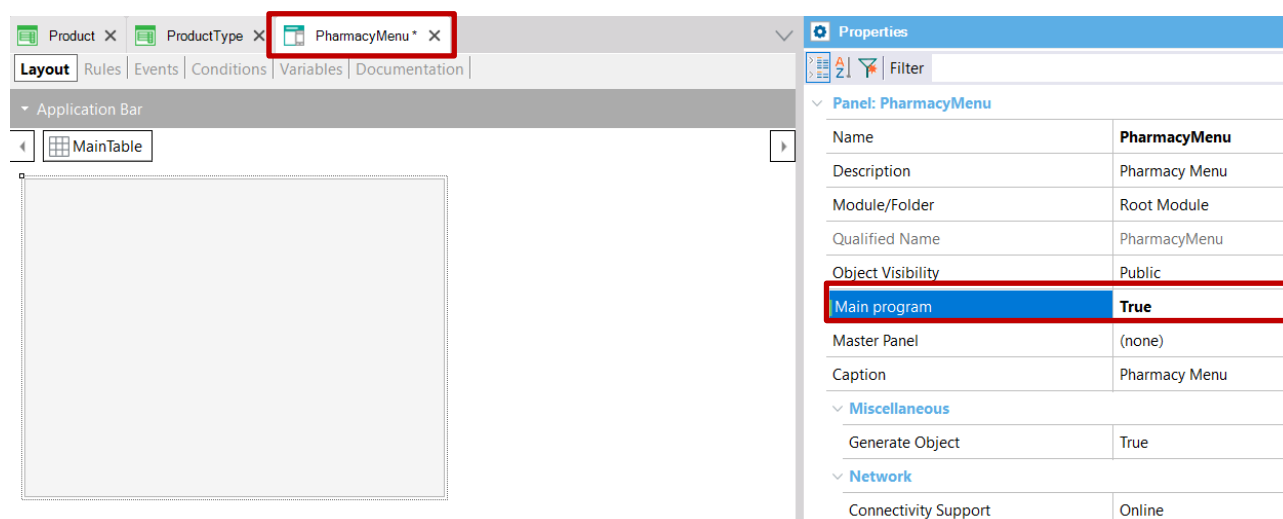 Product ProductType PharmacyMenu *
Layout Rules Events Conditions Variables Documentation
Application Bar
MainTable
Properties
Filter
Panel: PharmacyMenu
Name PharmacyMenu
Description Pharmacy Menu
Module/Folder Root Module
Qualified Name PharmacyMenu
Object Visibility Public
Main program True
Master Panel (none)
Caption Pharmacy Menu
Miscellaneous
Generate Object True
Network
Connectivity Support Online